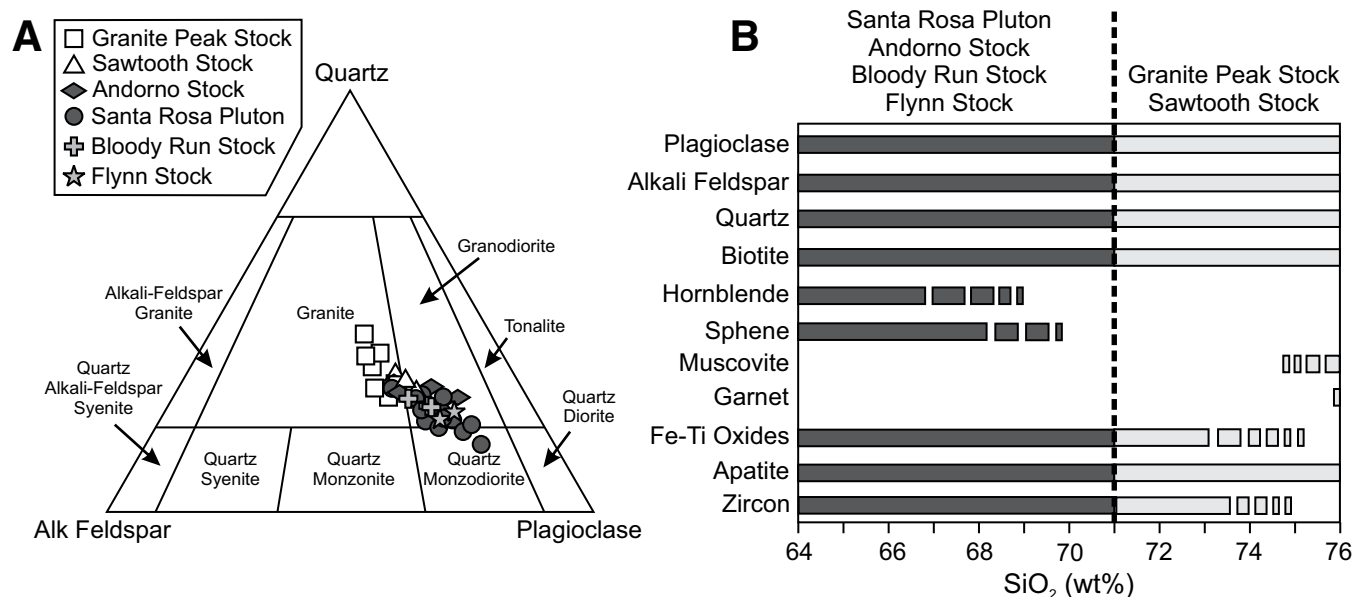 A
Granite Peak Stock
Sawtooth Stock
Andorno Stock
Santa Rosa Pluton
Bloody Run Stock
Flynn Stock
Quartz
Granodiorite
Alkali-Feldspar
Granite
Granite
Tonalite
Quartz
Alkali-Feldspar
Syenite
Quartz
Diorite
Quartz
Syenite
Quartz
Monzonite
Quartz
Monzodiorite
Alk Feldspar
Plagioclase
B
Santa Rosa Pluton
Andorno Stock
Bloody Run Stock
Flynn Stock
Granite Peak Stock
Sawtooth Stock
Plagioclase
Alkali Feldspar
Quartz
Biotite
Hornblende
Sphene
Muscovite
Garnet
Fe-Ti Oxides
Apatite
Zircon
64 66 68 70 72 74 76
SiO₂ (wt%)